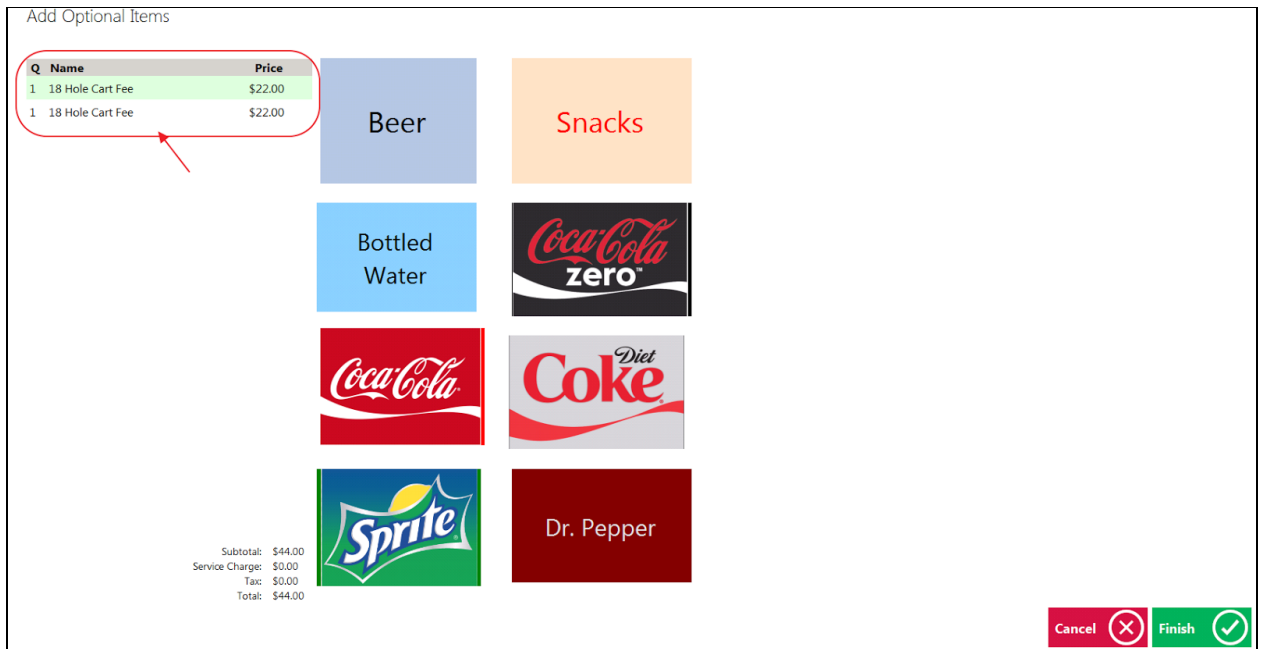 Add Optional Items
Q Name Price
1 18 Hole Cart Fee $22.00
1 18 Hole Cart Fee $22.00
Beer
Snacks
Bottled
Water
Coca-Cola
zero™
Coca-Cola
Diet
Coke
Sprite
Dr. Pepper
Subtotal: $44.00
Service Charge: $0.00
Tax: $0.00
Total: $44.00
Cancel
Finish